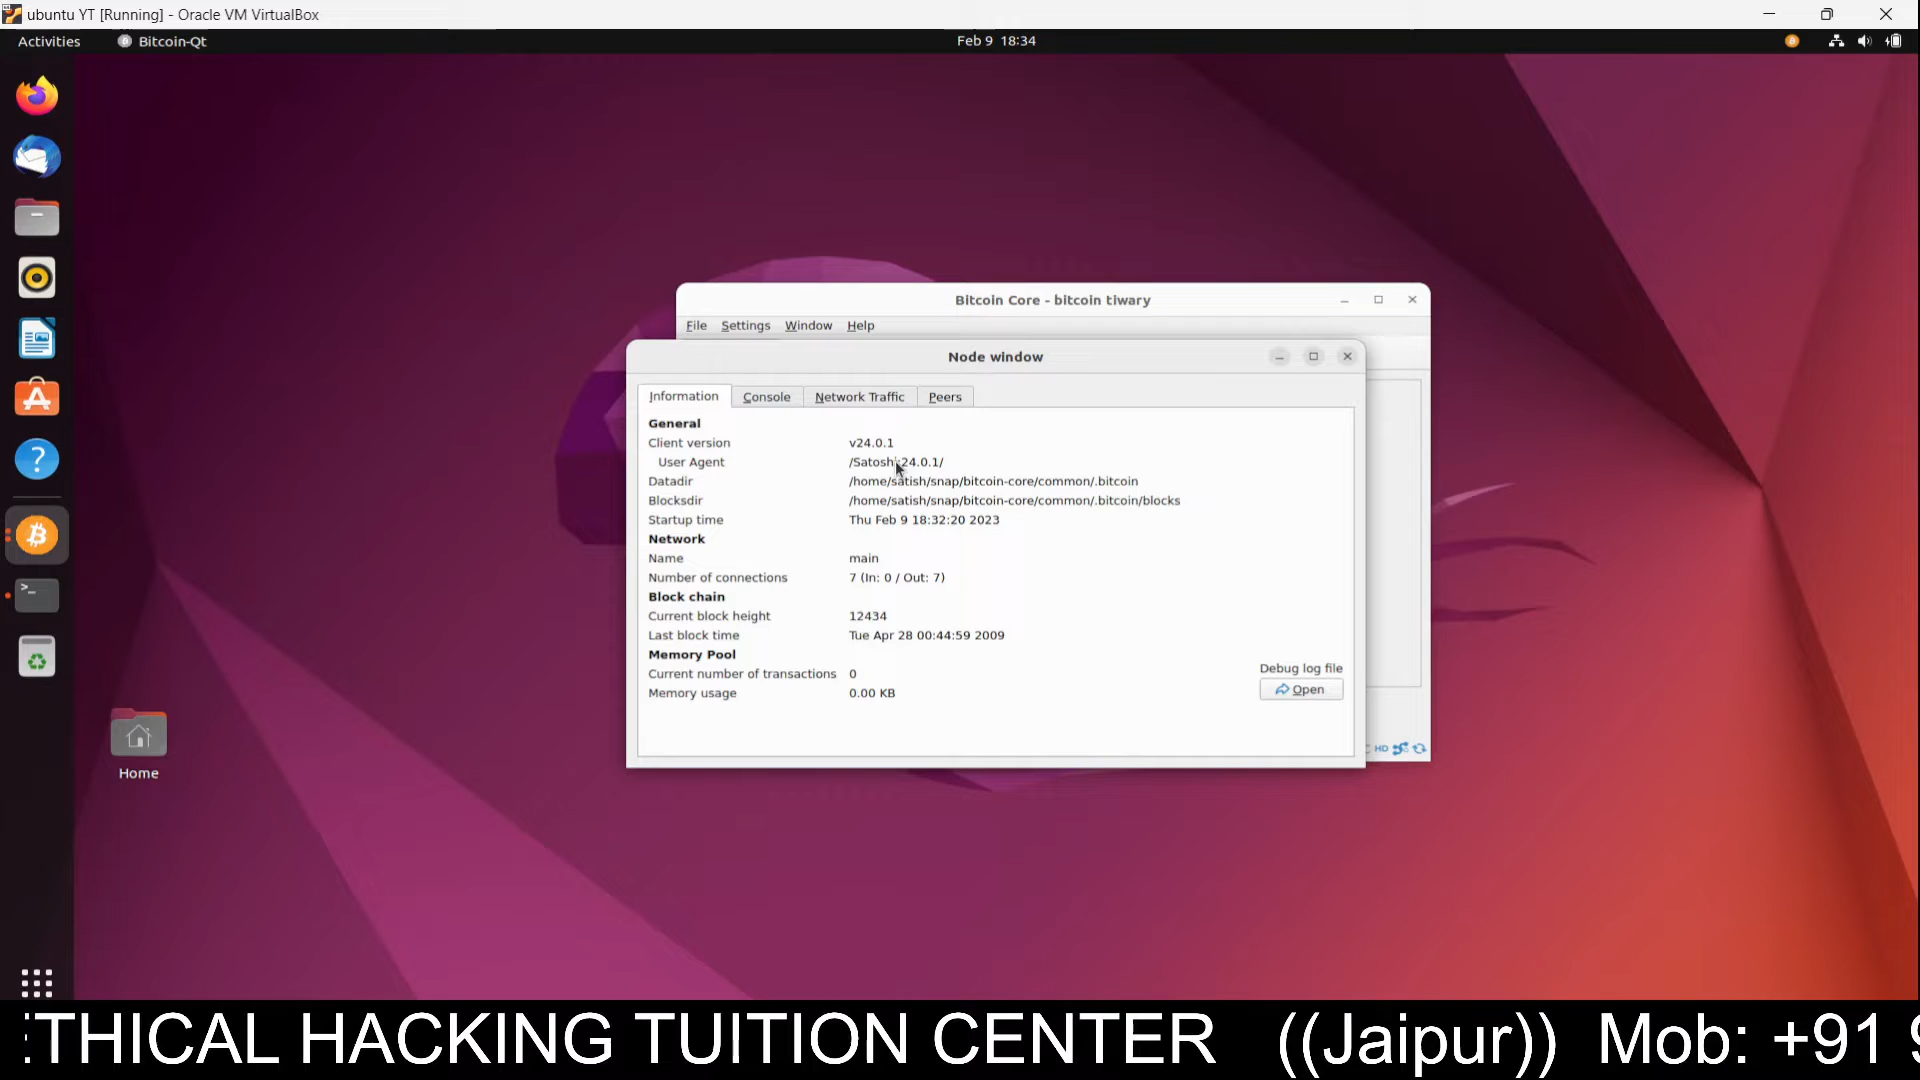 ubuntu YT [Running] - Oracle VM VirtualBox
Activities Bitcoin-Qt Feb 9 18:34
Bitcoin Core - bitcoin tiwary
File Settings Window Help
Node window
Information Console Network Traffic Peers
General
Client version v24.0.1
User Agent /Satoshi:24.0.1/
Datadir /home/satish/snap/bitcoin-core/common/.bitcoin
Blocksdir /home/satish/snap/bitcoin-core/common/.bitcoin/blocks
Startup time Thu Feb 9 18:32:20 2023
Network
Name main
Number of connections 7 (In: 0 / Out: 7)
Block chain
Current block height 12434
Last block time Tue Apr 28 00:44:59 2009
Memory Pool
Current number of transactions 0
Memory usage 0.00 KB
Debug log file
Open
HD
Home
THICAL HACKING TUITION CENTER ((Jaipur)) Mob: +91